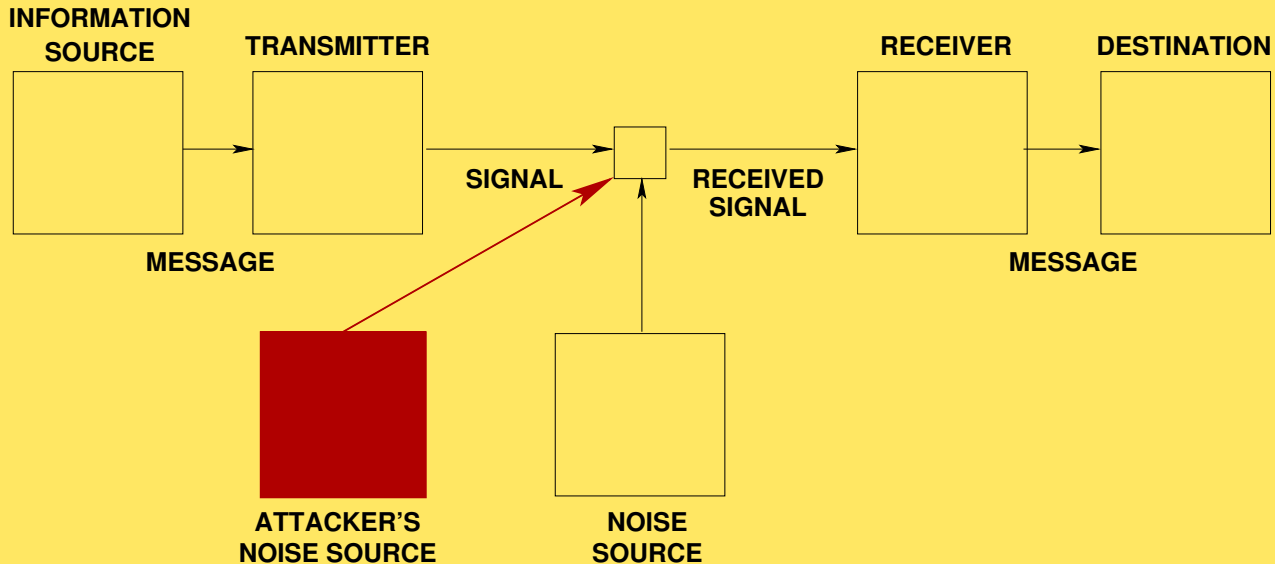 INFORMATION
SOURCE
TRANSMITTER
RECEIVER
DESTINATION
SIGNAL
RECEIVED
SIGNAL
MESSAGE
MESSAGE
ATTACKER'S
NOISE SOURCE
NOISE
SOURCE